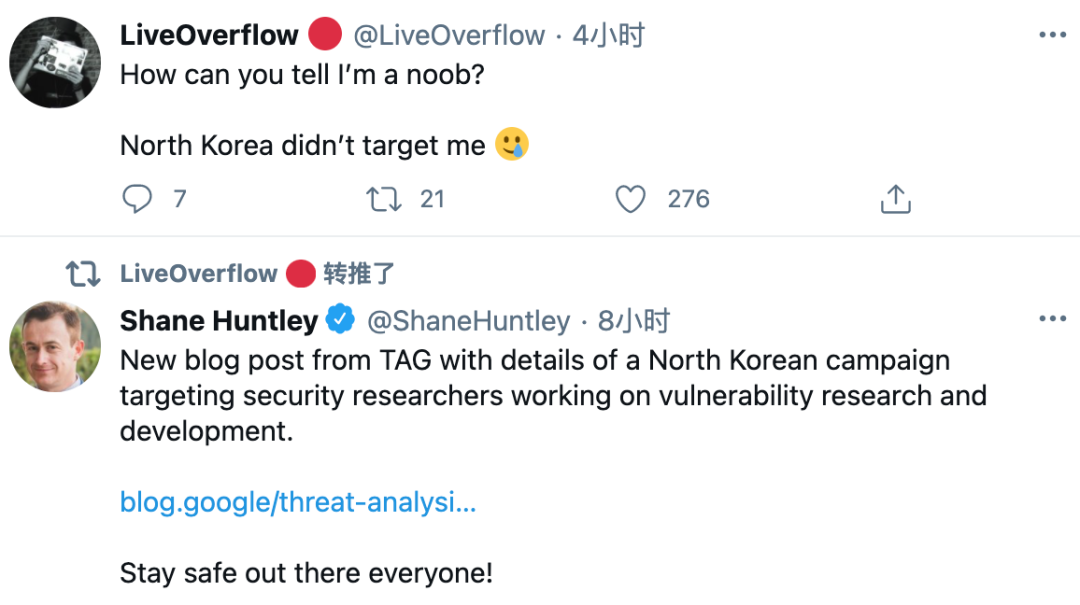 LiveOverflow 🔴 @LiveOverflow · 4小时
How can you tell I’m a noob?
North Korea didn’t target me 🥲
7 21 276
LiveOverflow 🔴 转推了
Shane Huntley @ShaneHuntley · 8小时
New blog post from TAG with details of a North Korean campaign
targeting security researchers working on vulnerability research and
development.
blog.google/threat-analysi...
Stay safe out there everyone!